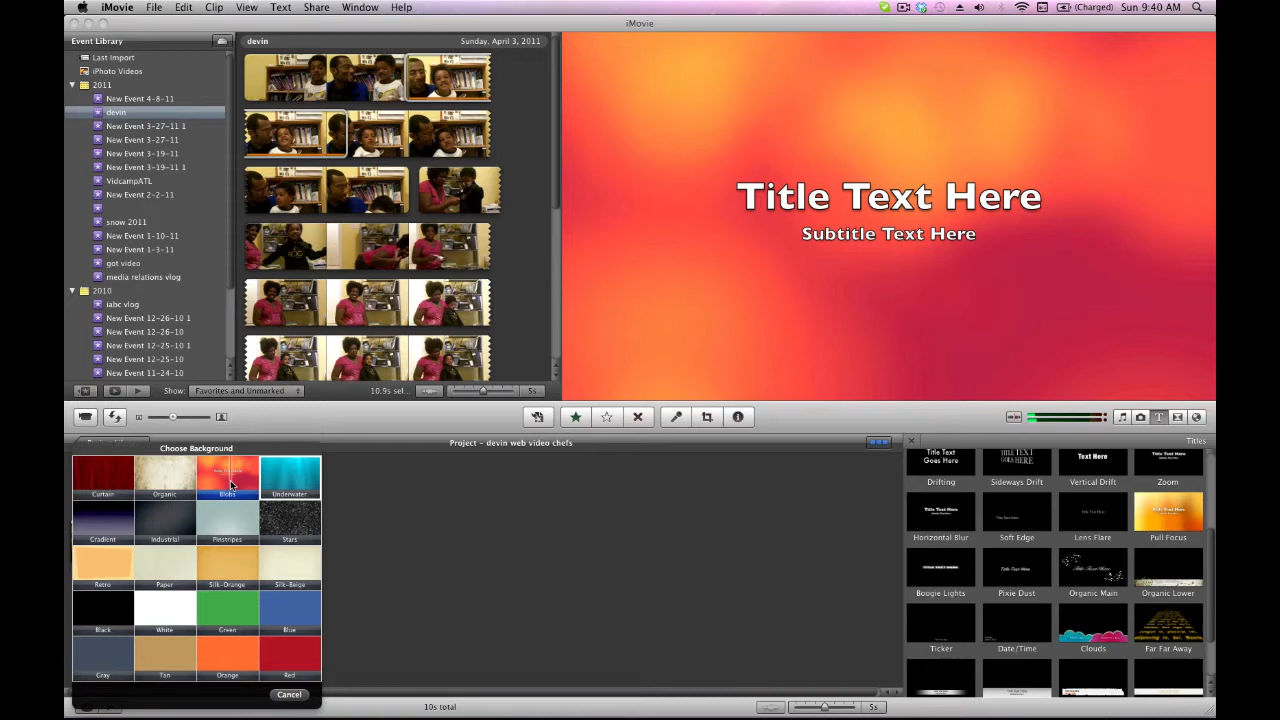 iMovie File Edit Clip View Text Share Window Help
(Charged) Sun 9:40 AM
iMovie
Event Library
Last Import
iPhoto Videos
2011
New Event 4-8-11
devin
New Event 3-27-11 1
New Event 3-27-11
New Event 3-19-11
New Event 3-19-11 1
VidcampATL
New Event 2-2-11
snow 2011
New Event 1-10-11
New Event 1-3-11
got video
media relations vlog
2010
iabc vlog
New Event 12-26-10 1
New Event 12-26-10
New Event 12-25-10 1
New Event 12-25-10
New Event 11-24-10
devin Sunday, April 3, 2011
Title Text Here
Subtitle Text Here
Show: Favorites and Unmarked 10.9s sel... 5s
Project - devin web video chefs
Choose Background
Curtain Organic Blobs Underwater
Gradient Industrial Pinstripes Stars
Retro Paper Silk-Orange Silk-Beige
Black White Green Blue
Gray Tan Orange Red
Cancel
10s total 5s
Titles
Drifting Sideways Drift Vertical Drift Zoom
Horizontal Blur Soft Edge Lens Flare Pull Focus
Boogie Lights Pixie Dust Organic Main Organic Lower
Ticker Date/Time Clouds Far Far Away